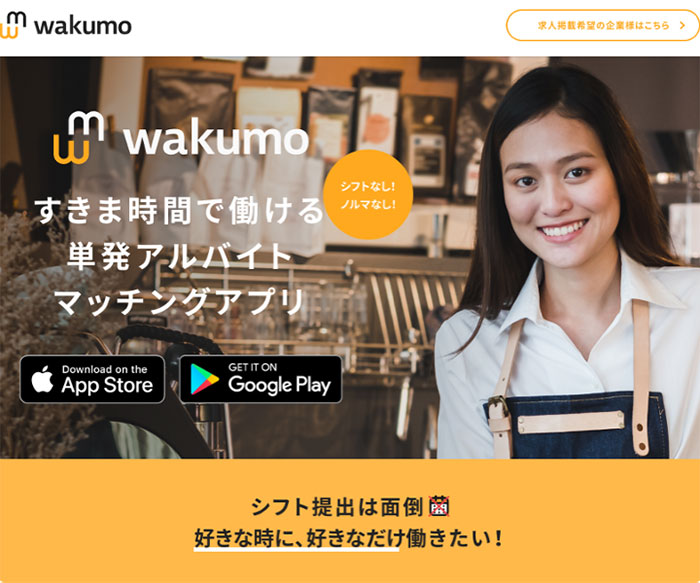 wakumo
求人掲載希望の企業様はこちら
wakumo
シフトなし!
ノルマなし!
すきま時間で働ける
単発アルバイト
マッチングアプリ
Download on the
App Store
GET IT ON
Google Play
シフト提出は面倒
好きな時に、好きなだけ働きたい!